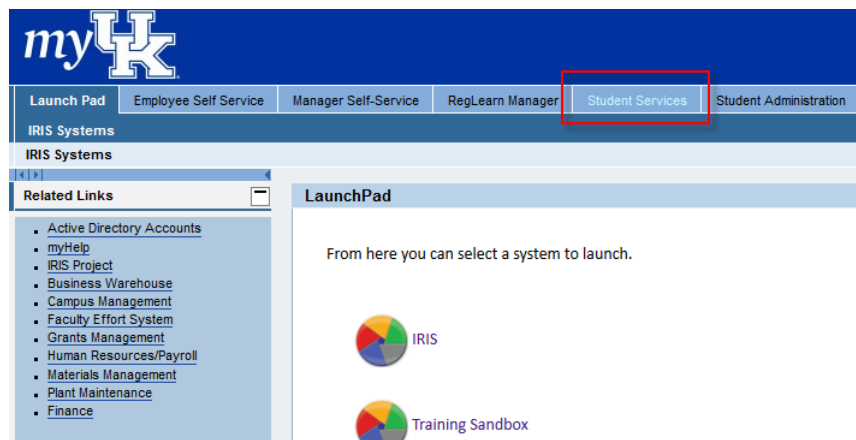 myUK
Launch Pad Employee Self Service Manager Self-Service RegLearn Manager Student Services Student Administration
IRIS Systems
IRIS Systems
Related Links
Active Directory Accounts
myHelp
IRIS Project
Business Warehouse
Campus Management
Faculty Effort System
Grants Management
Human Resources/Payroll
Materials Management
Plant Maintenance
Finance
LaunchPad
From here you can select a system to launch.
IRIS
Training Sandbox